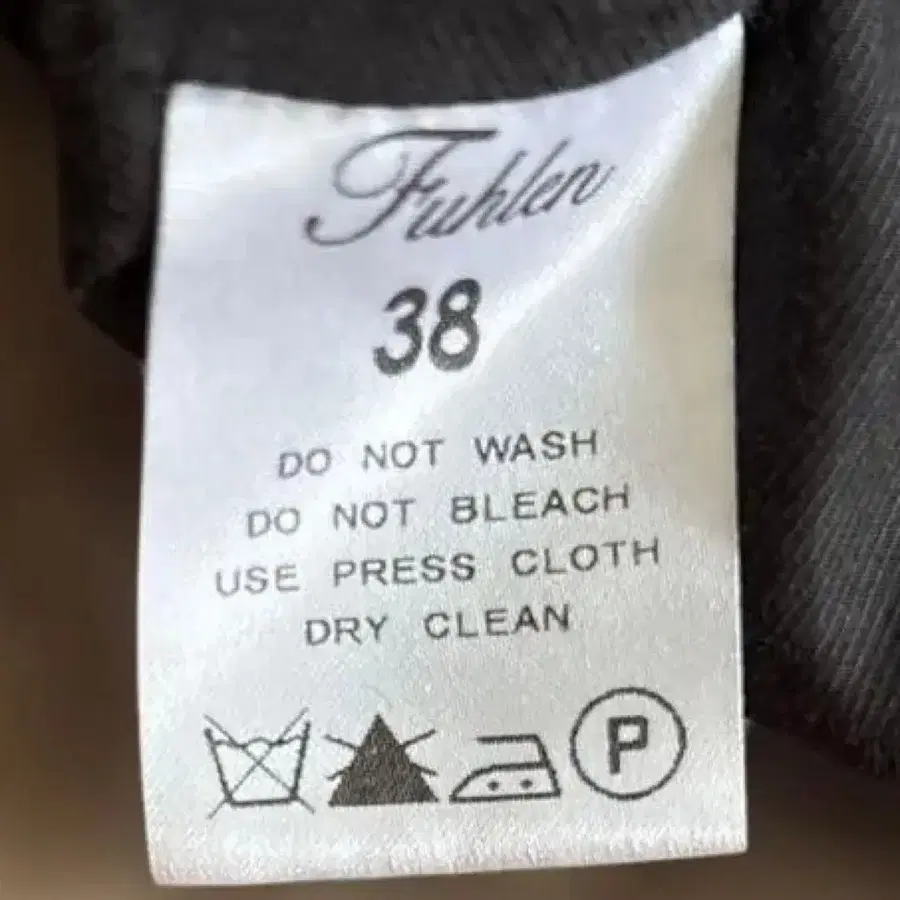 Fuhlen
38
DO NOT WASH
DO NOT BLEACH
USE PRESS CLOTH
DRY CLEAN
P